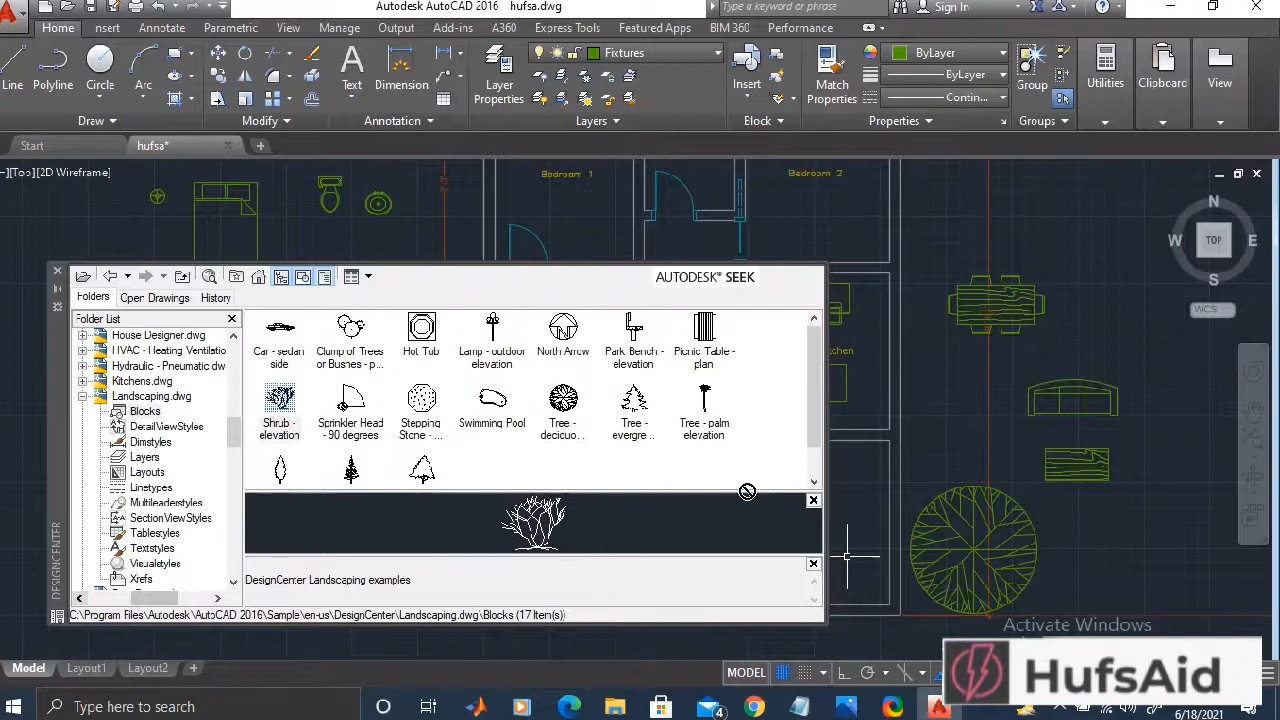 Autodesk AutoCAD 2016 hufsa.dwg
Type a keyword or phrase
Sign In
Home Insert Annotate Parametric View Manage Output Add-ins A360 Express Tools Featured Apps BIM 360 Performance
Fixtures
ByLayer
ByLayer
Contin...
Line Polyline Circle Arc Text Dimension Layer Properties Insert Match Properties Group Utilities Clipboard View
Draw Modify Annotation Layers Block Properties Groups
Start hufsa*
[Top][2D Wireframe]
Bedroom 1
Bedroom 2
N
W TOP E
S
WCS
AUTODESK® SEEK
Folders Open Drawings History
Folder List
House Designer.dwg
HVAC - Heating Ventilatio
Hydraulic - Pneumatic dw
Kitchens.dwg
Landscaping.dwg
Blocks
DetailViewStyles
Dimstyles
Layers
Layouts
Linetypes
Multileaderstyles
SectionViewStyles
Tablestyles
Textstyles
Visualstyles
Xrefs
Car - sedan side
Clump of Trees or Bushes - p...
Hot Tub
Lamp - outdoor elevation
North Arrow
Park Bench - elevation
Picnic Table - plan
Shrub - elevation
Sprinkler Head - 90 degrees
Stepping Stone - ...
Swimming Pool
Tree - deciduo...
Tree - evergre...
Tree - palm elevation
DESIGNCENTER
DesignCenter Landscaping examples
C:\Program Files\Autodesk\AutoCAD 2016\Sample\en-us\DesignCenter\Landscaping.dwg\Blocks (17 Item(s))
Activate Windows
Model Layout1 Layout2
MODEL
HufsAid
Type here to search
4
6/18/2021